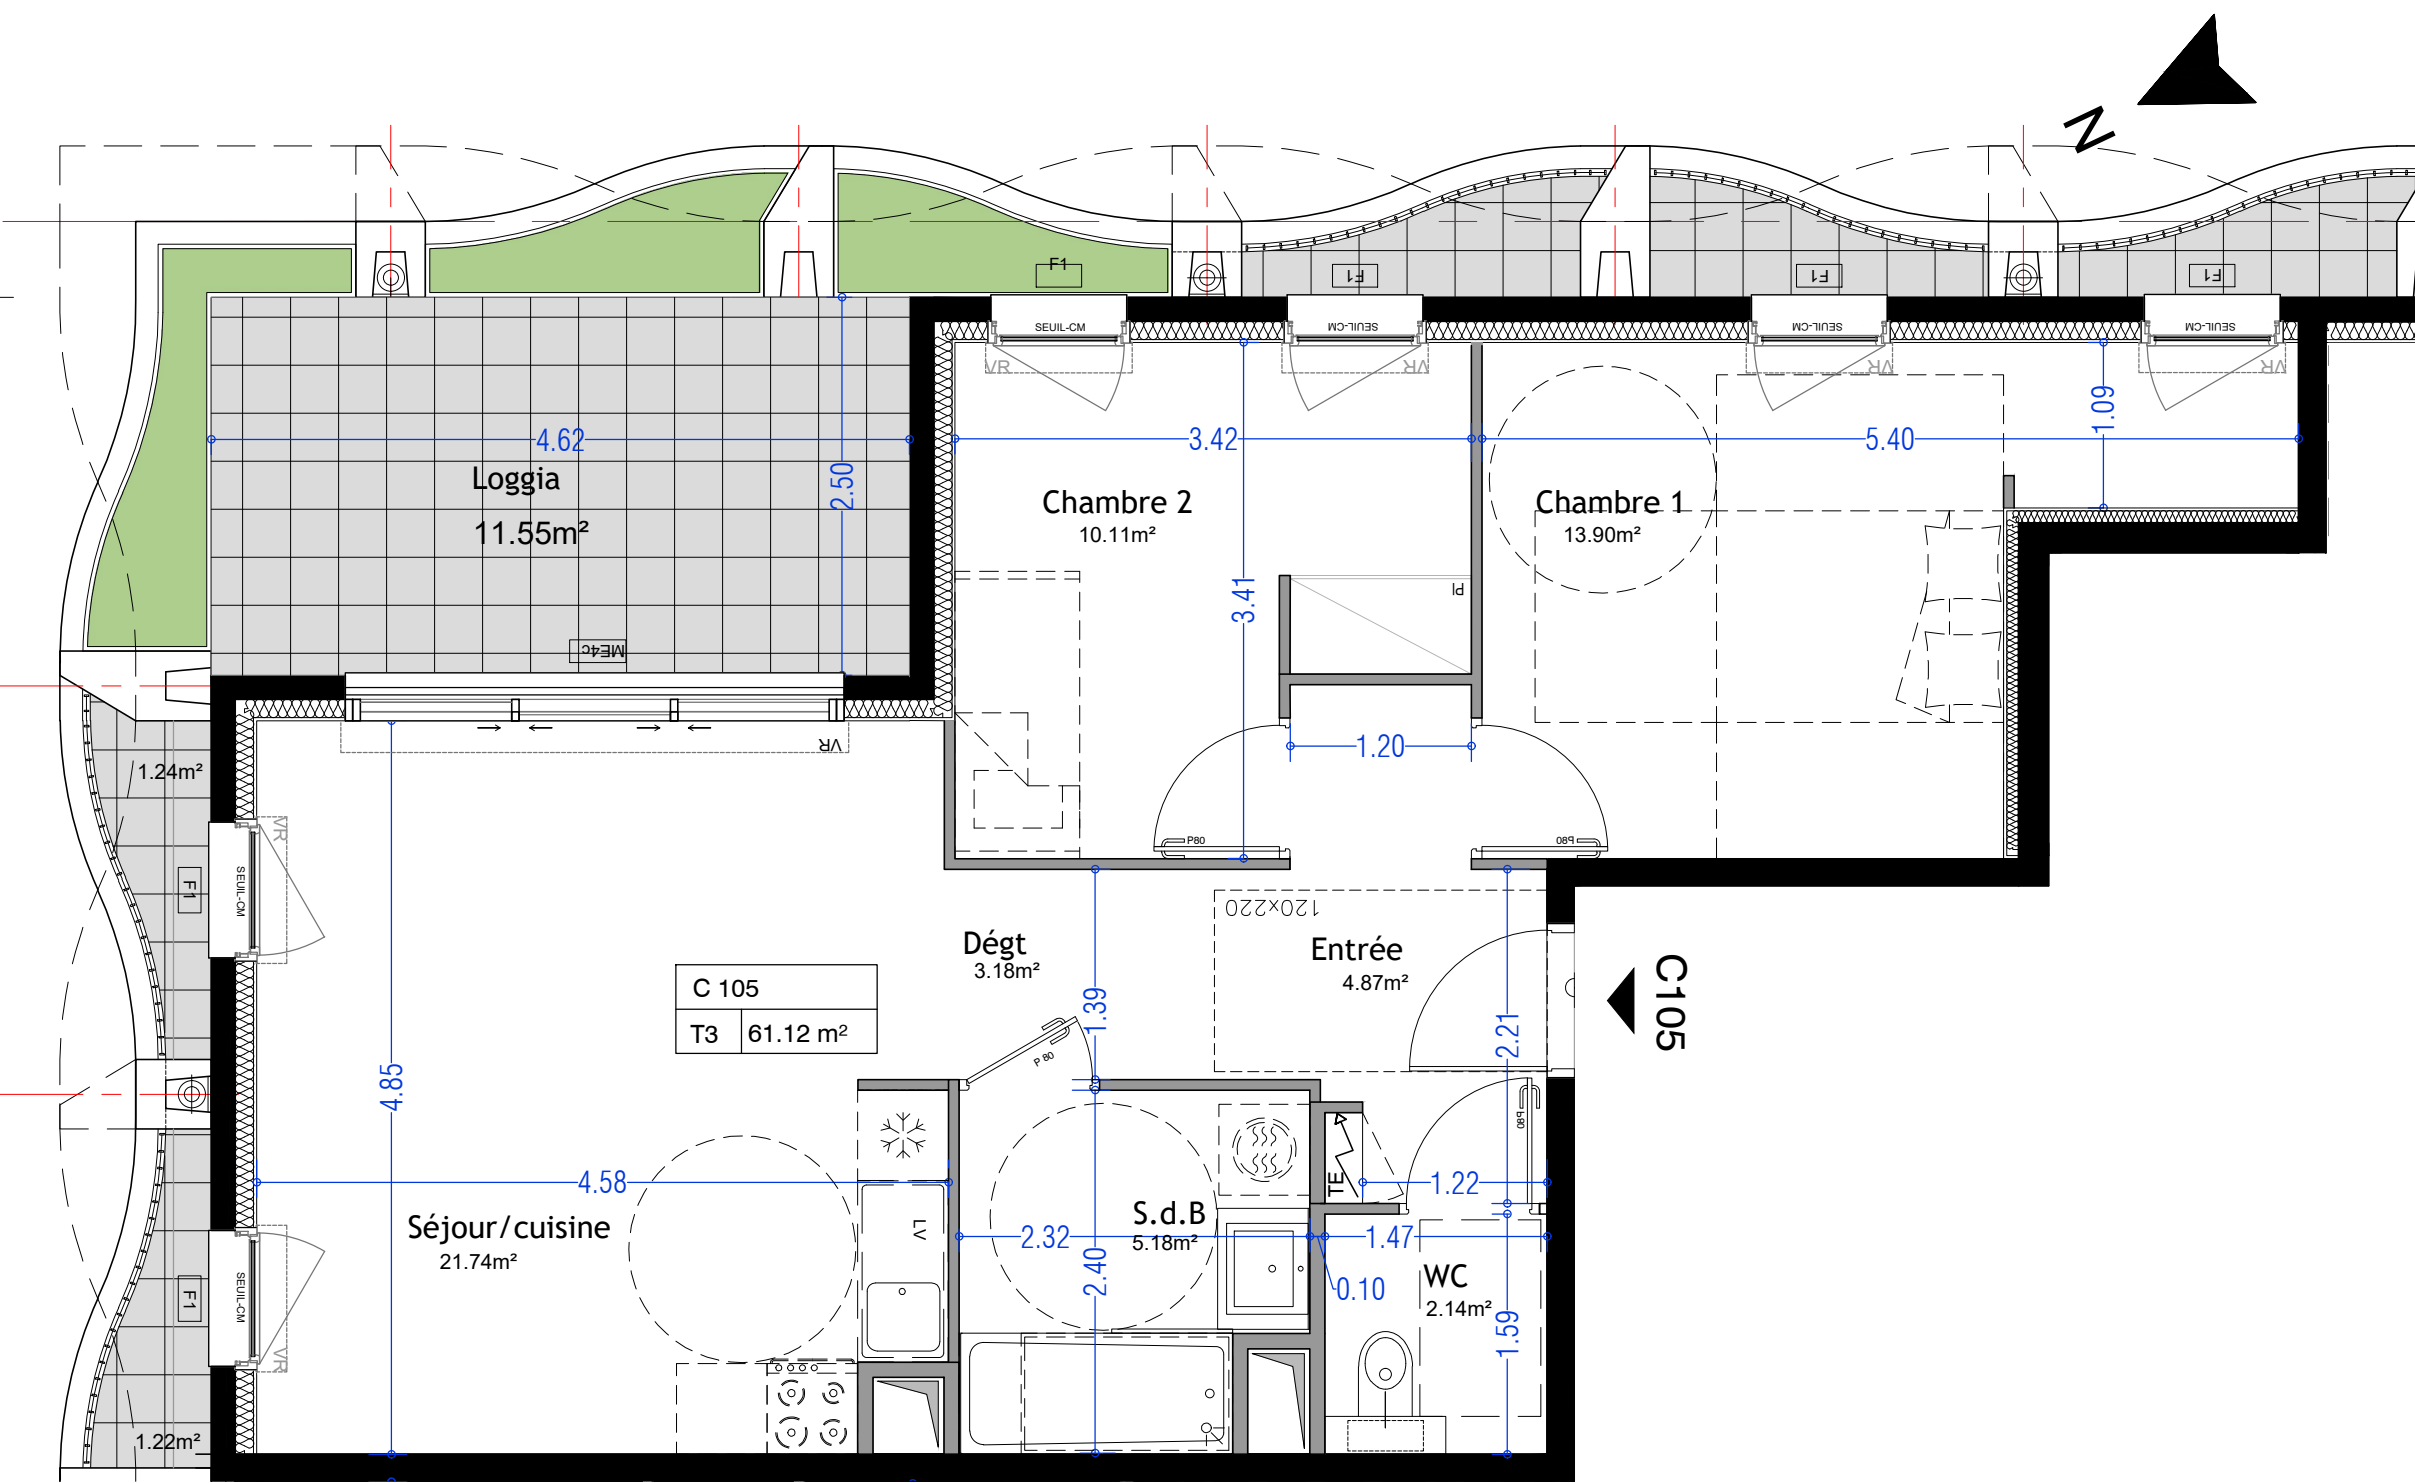 N
F1
F1
F1
F1
SEUIL-CM
SEUIL-CM
SEUIL-CM
SEUIL-CM
VR
VR
VR
VR
4.62
Loggia
11.55m²
2.50
ME4c
VR
3.42
Chambre 2
10.11m²
3.41
Pl
5.40
1.09
Chambre 1
13.90m²
1.20
P80
P80
1.24m²
VR
F1
SEUIL-CM
120x220
Dégt
3.18m²
Entrée
4.87m²
C105
C 105
T3
61.12 m²
1.39
2.21
P 80
P80
4.85
4.58
Séjour/cuisine
21.74m²
LV
TE
1.22
S.d.B
5.18m²
2.32
2.40
1.47
0.10
WC
2.14m²
1.59
F1
SEUIL-CM
VR
1.22m²